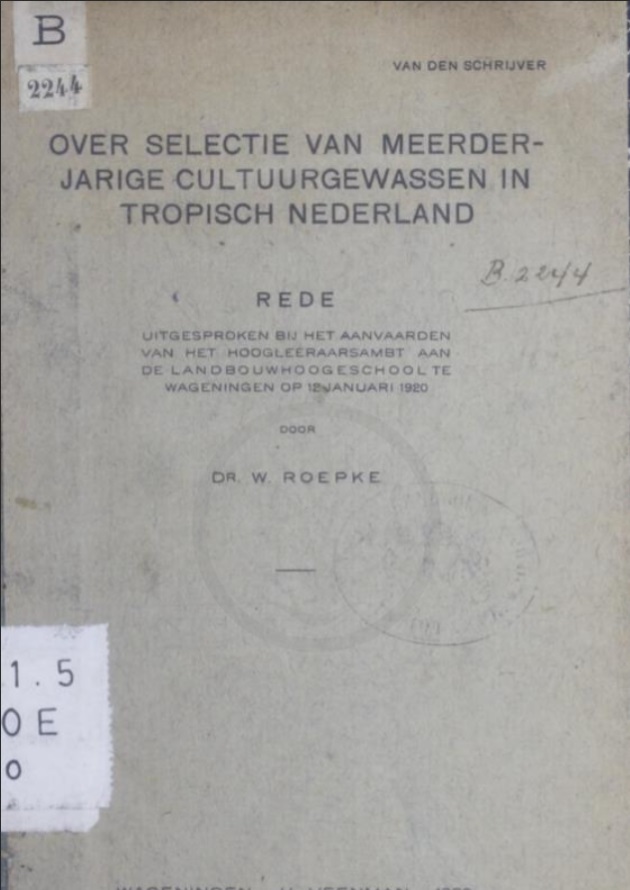 B
2244
VAN DEN SCHRIJVER
OVER SELECTIE VAN MEERDER-
JARIGE CULTUURGEWASSEN IN
TROPISCH NEDERLAND
B. 2244
REDE
UITGESPROKEN BIJ HET AANVAARDEN
VAN HET HOOGLEERAARSAMBT AAN
DE LANDBOUWHOOGESCHOOL TE
WAGENINGEN OP 12 JANUARI 1920
DOOR
DR. W. ROEPKE
1.5
OE
o